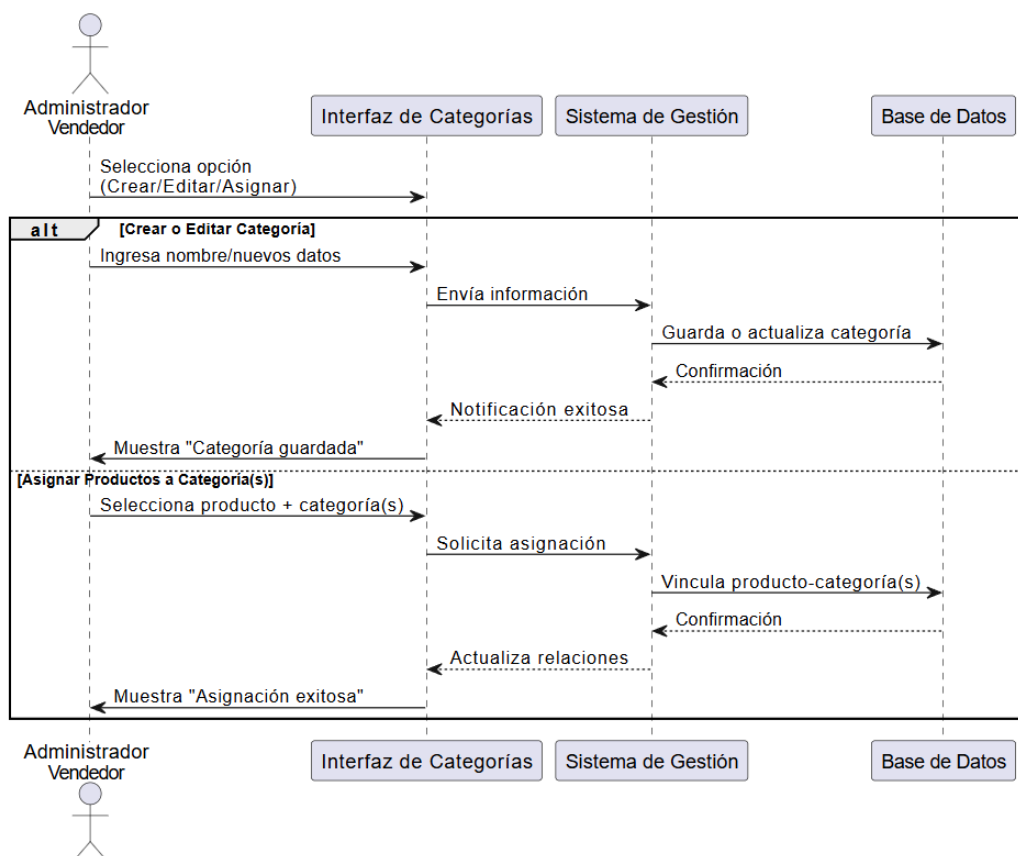 Administrador
Vendedor
Interfaz de Categorías
Sistema de Gestión
Base de Datos
Selecciona opción
(Crear/Editar/Asignar)
alt
[Crear o Editar Categoría]
Ingresa nombre/nuevos datos
Envía información
Guarda o actualiza categoría
Confirmación
Notificación exitosa
Muestra "Categoría guardada"
[Asignar Productos a Categoría(s)]
Selecciona producto + categoría(s)
Solicita asignación
Vincula producto-categoría(s)
Confirmación
Actualiza relaciones
Muestra "Asignación exitosa"
Administrador
Vendedor
Interfaz de Categorías
Sistema de Gestión
Base de Datos